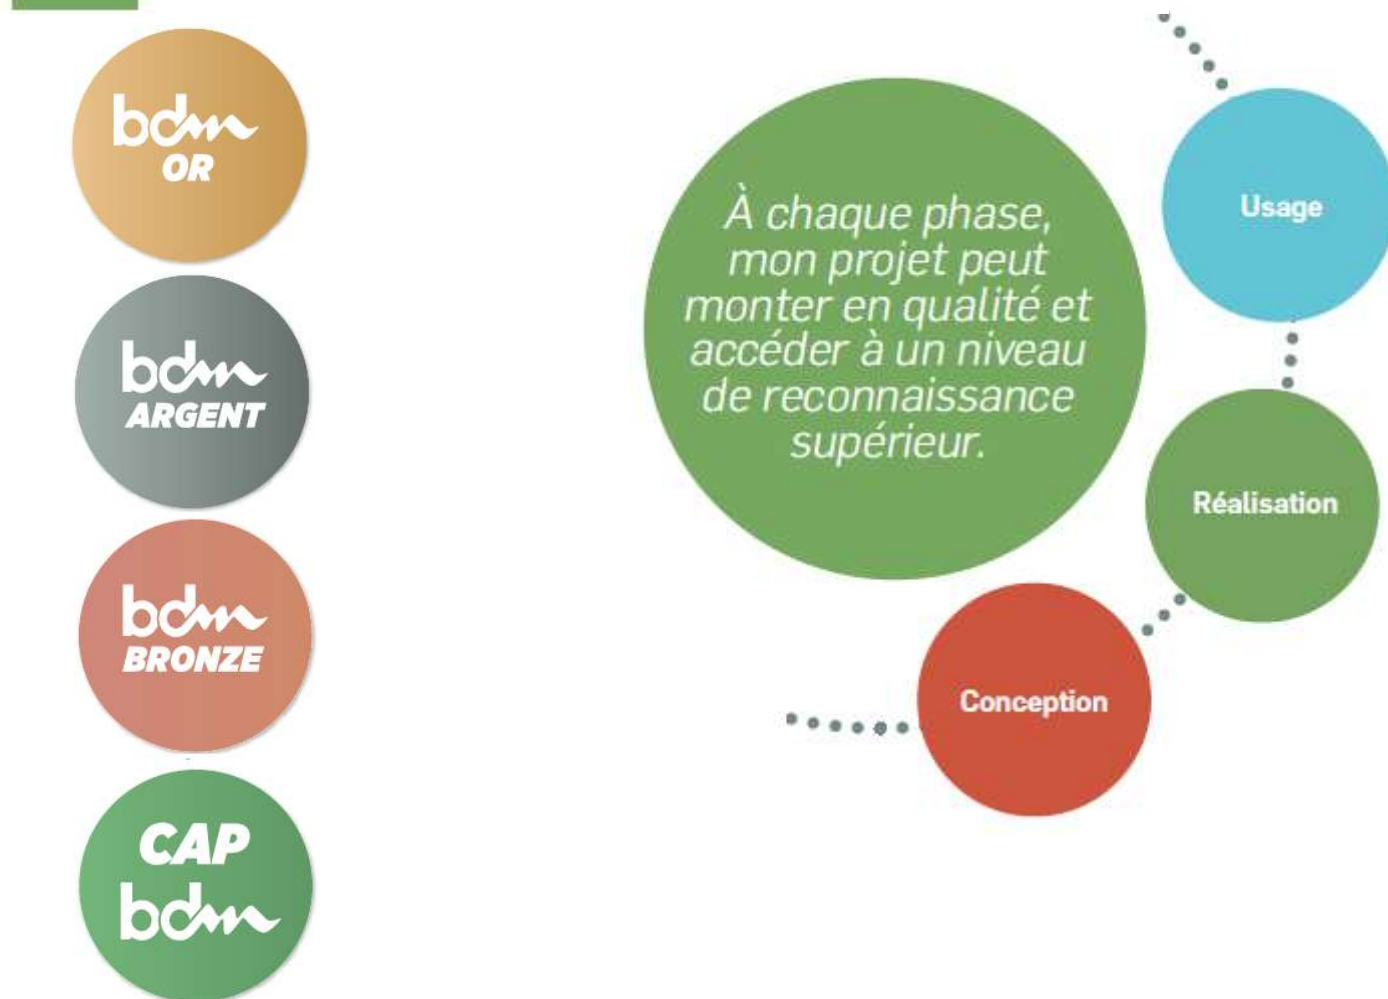 bdm
OR
bdm
ARGENT
bdm
BRONZE
CAP
bdm
À chaque phase,
mon projet peut
monter en qualité et
accéder à un niveau
de reconnaissance
supérieur.
Usage
Réalisation
Conception